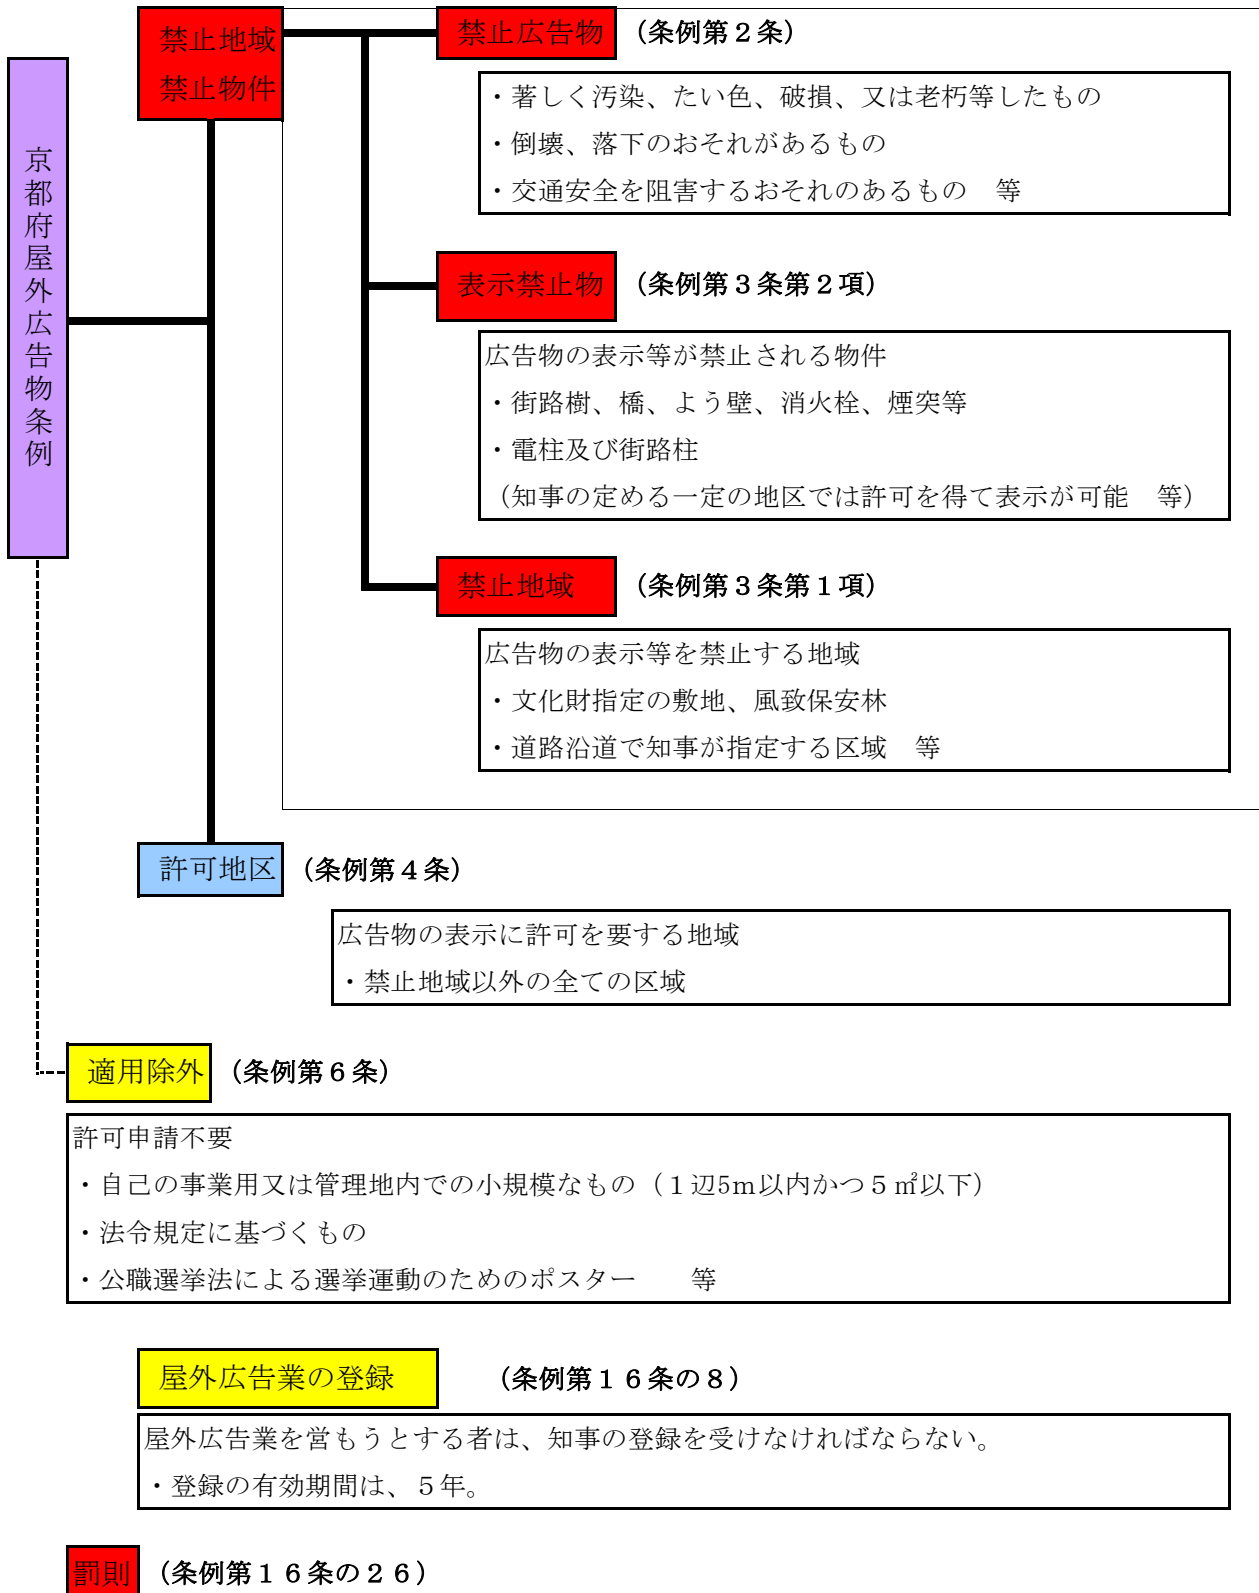 京都府屋外広告物条例
禁止地域
禁止物件
禁止広告物 （条例第２条）
・著しく汚染、たい色、破損、又は老朽等したもの
・倒壊、落下のおそれがあるもの
・交通安全を阻害するおそれのあるもの　等
表示禁止物 （条例第３条第２項）
広告物の表示等が禁止される物件
・街路樹、橋、よう壁、消火栓、煙突等
・電柱及び街路柱
（知事の定める一定の地区では許可を得て表示が可能　等）
禁止地域 （条例第３条第１項）
広告物の表示等を禁止する地域
・文化財指定の敷地、風致保安林
・道路沿道で知事が指定する区域　等
許可地区 （条例第４条）
広告物の表示に許可を要する地域
・禁止地域以外の全ての区域
適用除外 （条例第６条）
許可申請不要
・自己の事業用又は管理地内での小規模なもの（１辺5m以内かつ５㎡以下）
・法令規定に基づくもの
・公職選挙法による選挙運動のためのポスター　　等
屋外広告業の登録 （条例第１６条の８）
屋外広告業を営もうとする者は、知事の登録を受けなければならない。
・登録の有効期間は、５年。
罰則 （条例第１６条の２６）